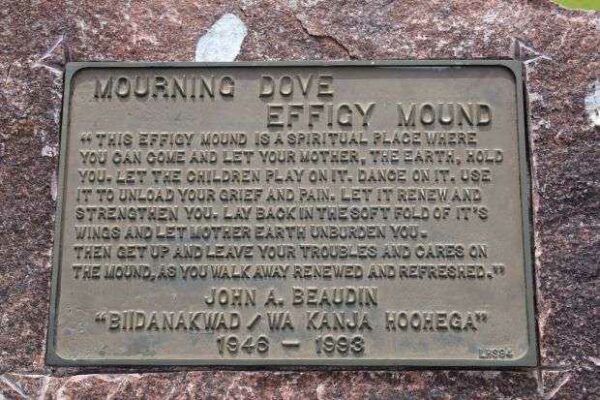 MOURNING DOVE
EFFIGY MOUND
"THIS EFFIGY MOUND IS A SPIRITUAL PLACE WHERE
YOU CAN COME AND LET YOUR MOTHER, THE EARTH, HOLD
YOU. LET THE CHILDREN PLAY ON IT. DANCE ON IT. USE
IT TO UNLOAD YOUR GRIEF AND PAIN. LET IT RENEW AND
STRENGTHEN YOU. LAY BACK IN THE SOFT FOLD OF IT'S
WINGS AND LET MOTHER EARTH UNBURDEN YOU.
THEN GET UP AND LEAVE YOUR TROUBLES AND CARES ON
THE MOUND, AS YOU WALK AWAY RENEWED AND REFRESHED."
JOHN A. BEAUDIN
"BIIDANAKWAD / WA KANJA HOOHEGA"
1946 - 1993